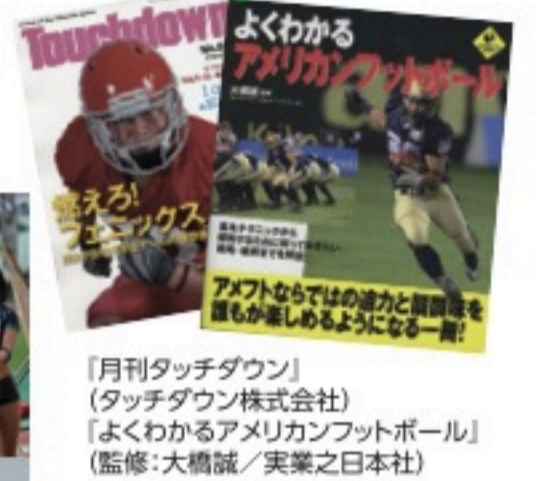 Touchdown
燃えろ!
フェニックス
よくわかる
アメリカンフットボール
アメフトならではの迫力と醍醐味を
誰もが楽しめるようになる一冊!
『月刊タッチダウン』
(タッチダウン株式会社)
『よくわかるアメリカンフットボール』
(監修:大橋誠/実業之日本社)